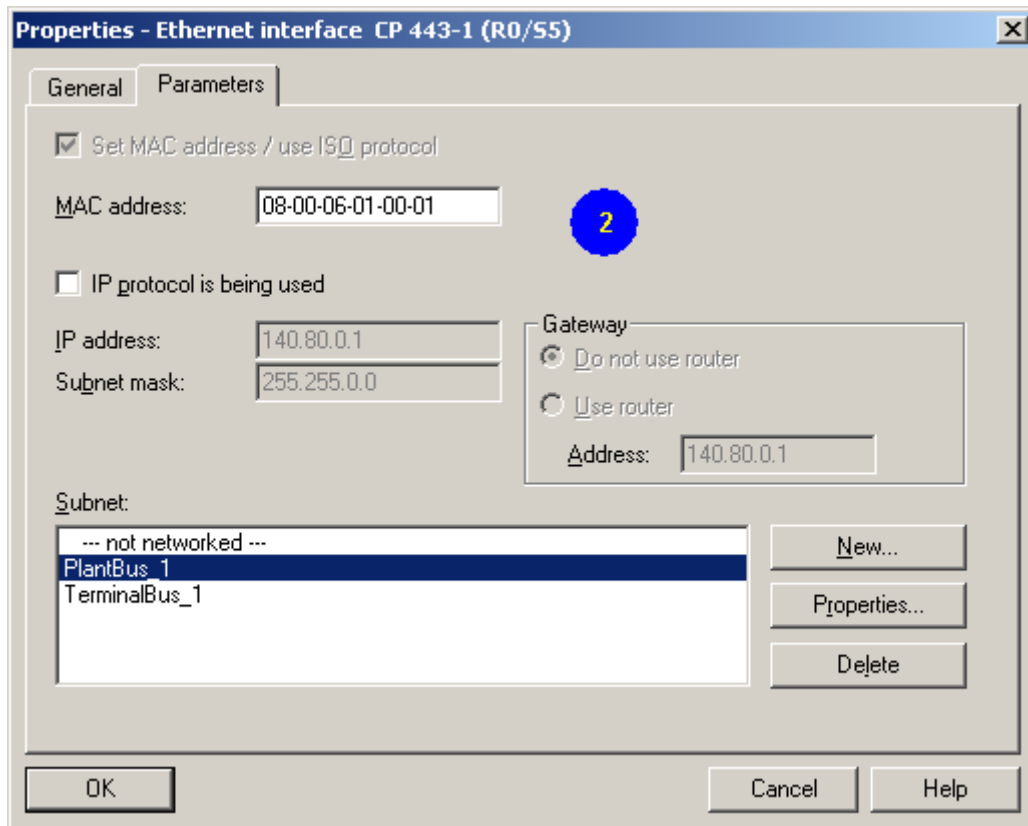 Properties - Ethernet interface CP 443-1 (R0/S5)
General Parameters
Set MAC address / use ISO protocol
MAC address: 08-00-06-01-00-01
2
IP protocol is being used
IP address: 140.80.0.1
Subnet mask: 255.255.0.0
Gateway
Do not use router
Use router
Address: 140.80.0.1
Subnet:
--- not networked ---
PlantBus_1
TerminalBus_1
New...
Properties...
Delete
OK Cancel Help